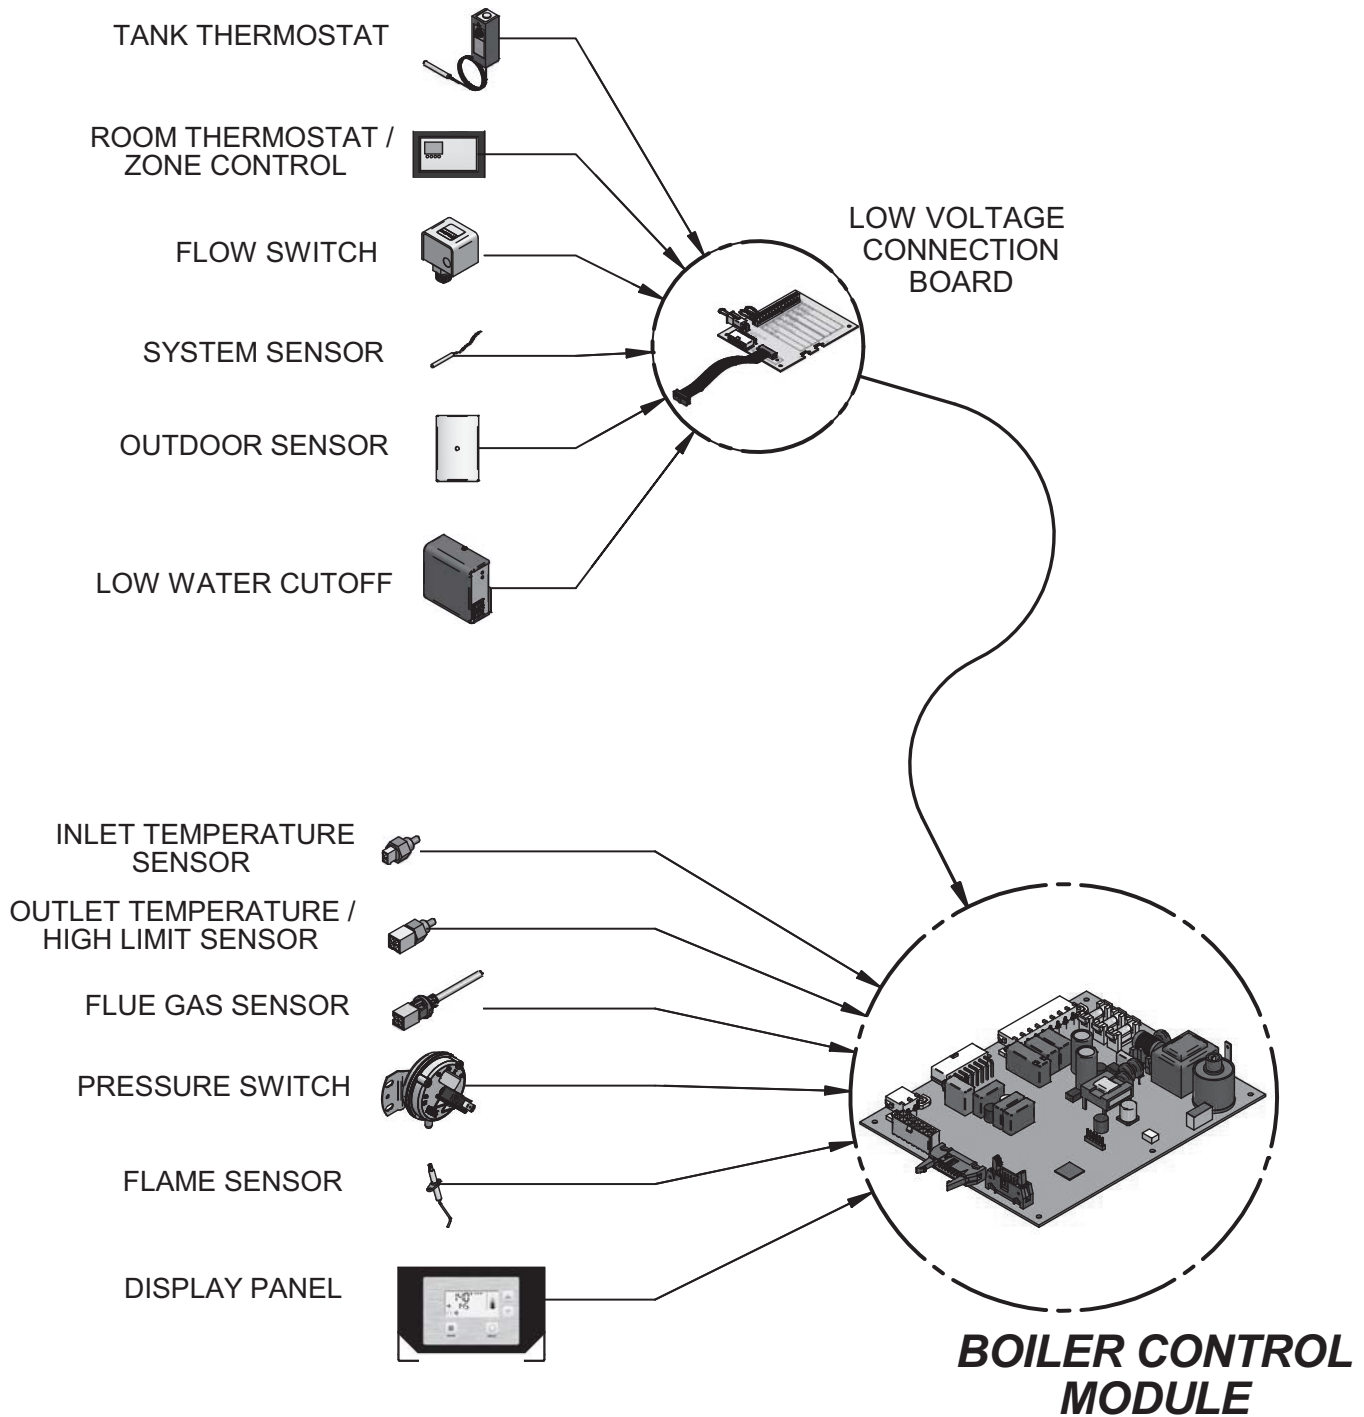 TANK THERMOSTAT
ROOM THERMOSTAT /
ZONE CONTROL
FLOW SWITCH
SYSTEM SENSOR
OUTDOOR SENSOR
LOW WATER CUTOFF
LOW VOLTAGE
CONNECTION
BOARD
INLET TEMPERATURE
SENSOR
OUTLET TEMPERATURE /
HIGH LIMIT SENSOR
FLUE GAS SENSOR
PRESSURE SWITCH
FLAME SENSOR
DISPLAY PANEL
140
BOILER CONTROL
MODULE